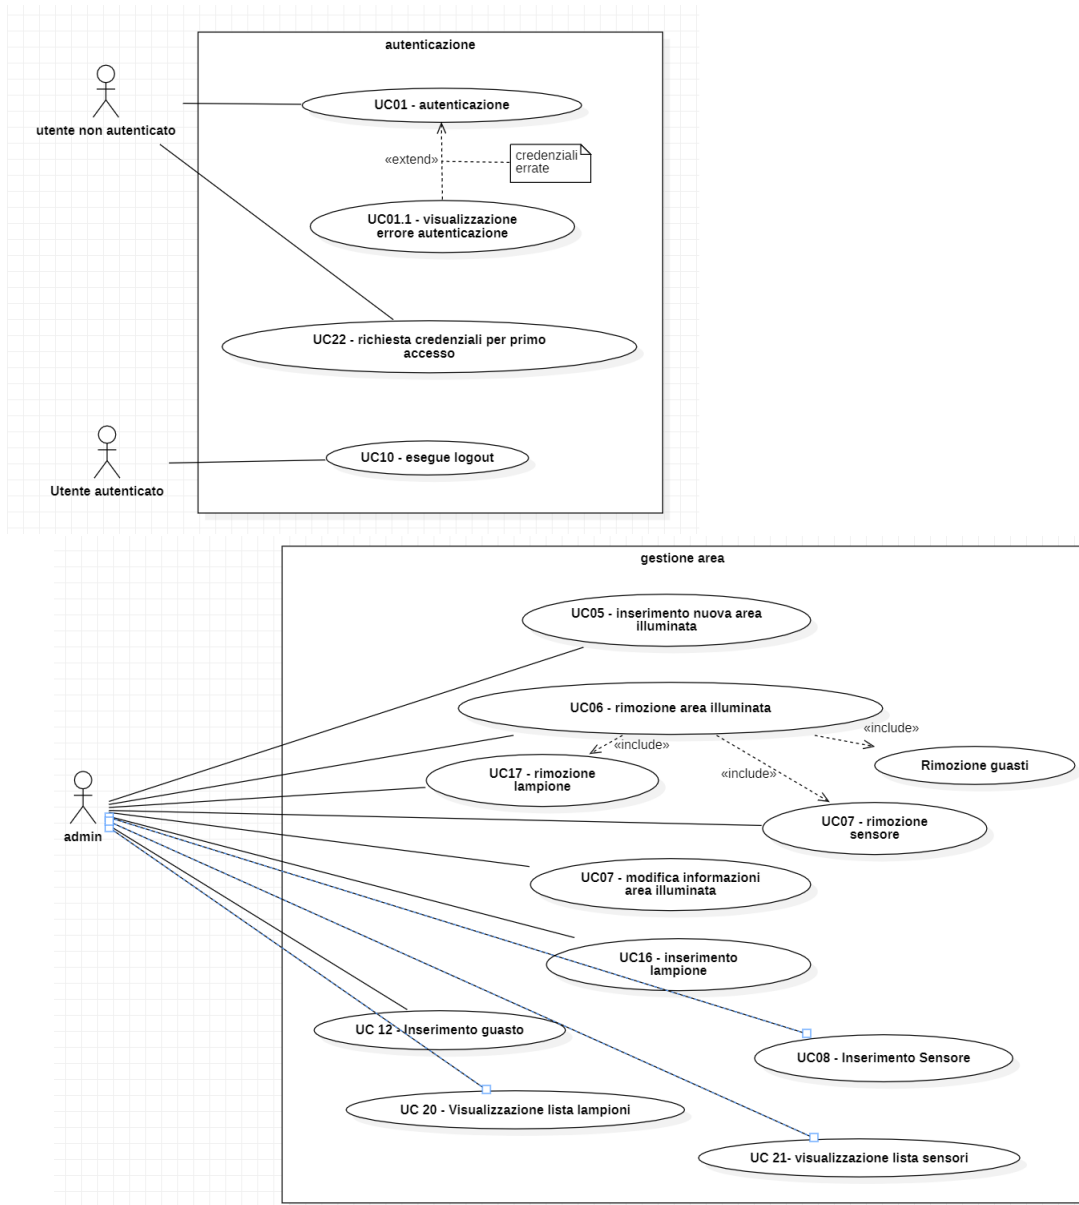 autenticazione
utente non autenticato
UC01 - autenticazione
«extend»
credenziali
errate
UC01.1 - visualizzazione
errore autenticazione
UC22 - richiesta credenziali per primo
accesso
Utente autenticato
UC10 - esegue logout
gestione area
UC05 - inserimento nuova area
illuminata
UC06 - rimozione area illuminata
«include»
«include»
«include»
UC17 - rimozione
lampione
Rimozione guasti
admin
UC07 - rimozione
sensore
UC07 - modifica informazioni
area illuminata
UC16 - inserimento
lampione
UC 12 - Inserimento guasto
UC08 - Inserimento Sensore
UC 20 - Visualizzazione lista lampioni
UC 21- visualizzazione lista sensori